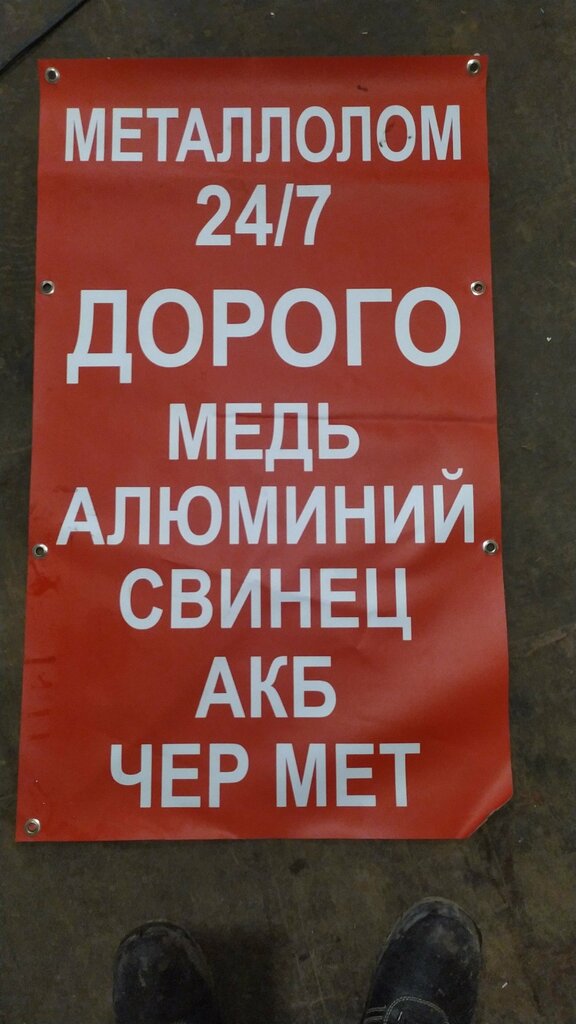 МЕТАЛЛОЛОМ
24/7
ДОРОГО
МЕДЬ
АЛЮМИНИЙ
СВИНЕЦ
АКБ
ЧЕР МЕТ